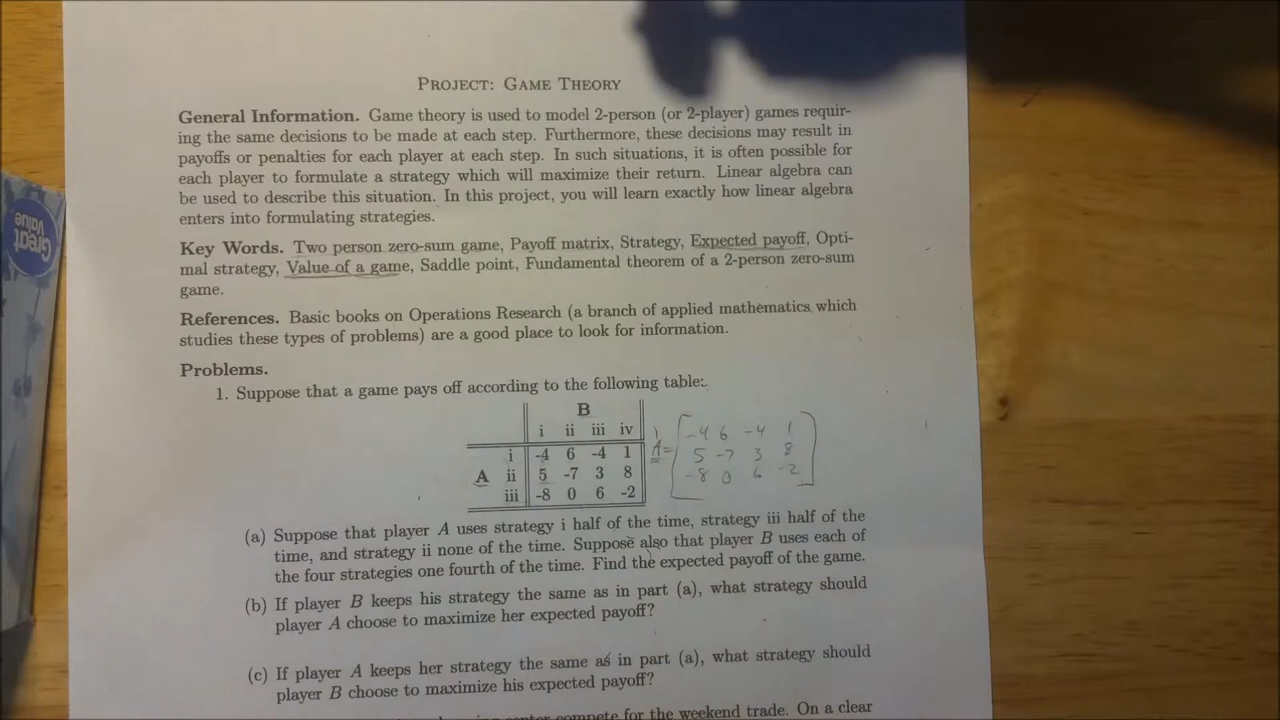 PROJECT: GAME THEORY
General Information. Game theory is used to model 2-person (or 2-player) games requir-
ing the same decisions to be made at each step. Furthermore, these decisions may result in
payoffs or penalties for each player at each step. In such situations, it is often possible for
each player to formulate a strategy which will maximize their return. Linear algebra can
be used to describe this situation. In this project, you will learn exactly how linear algebra
enters into formulating strategies.
Key Words. Two person zero-sum game, Payoff matrix, Strategy, Expected payoff, Opti-
mal strategy, Value of a game, Saddle point, Fundamental theorem of a 2-person zero-sum
game.
References. Basic books on Operations Research (a branch of applied mathematics which
studies these types of problems) are a good place to look for information.
Problems.
1. Suppose that a game pays off according to the following table:
B
i ii iii iv
i -4 6 -4 1
A ii 5 -7 3 8
iii -8 0 6 -2
A = -4 6 -4 1
5 -7 3 8
-8 0 6 -2
(a) Suppose that player A uses strategy i half of the time, strategy iii half of the
time, and strategy ii none of the time. Suppose also that player B uses each of
the four strategies one fourth of the time. Find the expected payoff of the game.
(b) If player B keeps his strategy the same as in part (a), what strategy should
player A choose to maximize her expected payoff?
(c) If player A keeps her strategy the same as in part (a), what strategy should
player B choose to maximize his expected payoff?
center compete for the weekend trade. On a clear
Great Value